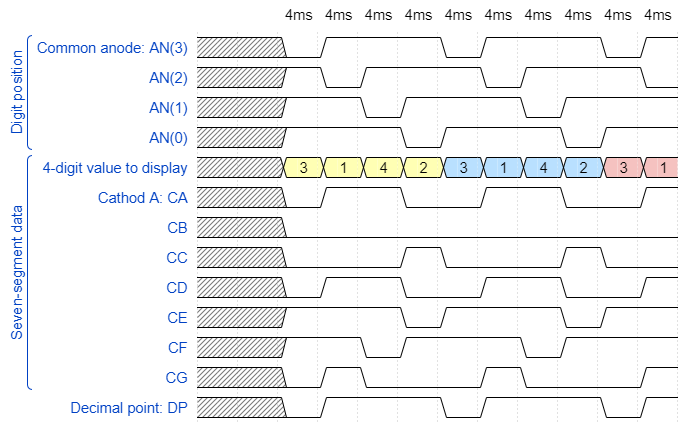 4ms 4ms 4ms 4ms 4ms 4ms 4ms 4ms 4ms 4ms
Digit position
Common anode: AN(3)
AN(2)
AN(1)
AN(0)
Seven-segment data
4-digit value to display 3 1 4 2 3 1 4 2 3 1
Cathod A: CA
CB
CC
CD
CE
CF
CG
Decimal point: DP